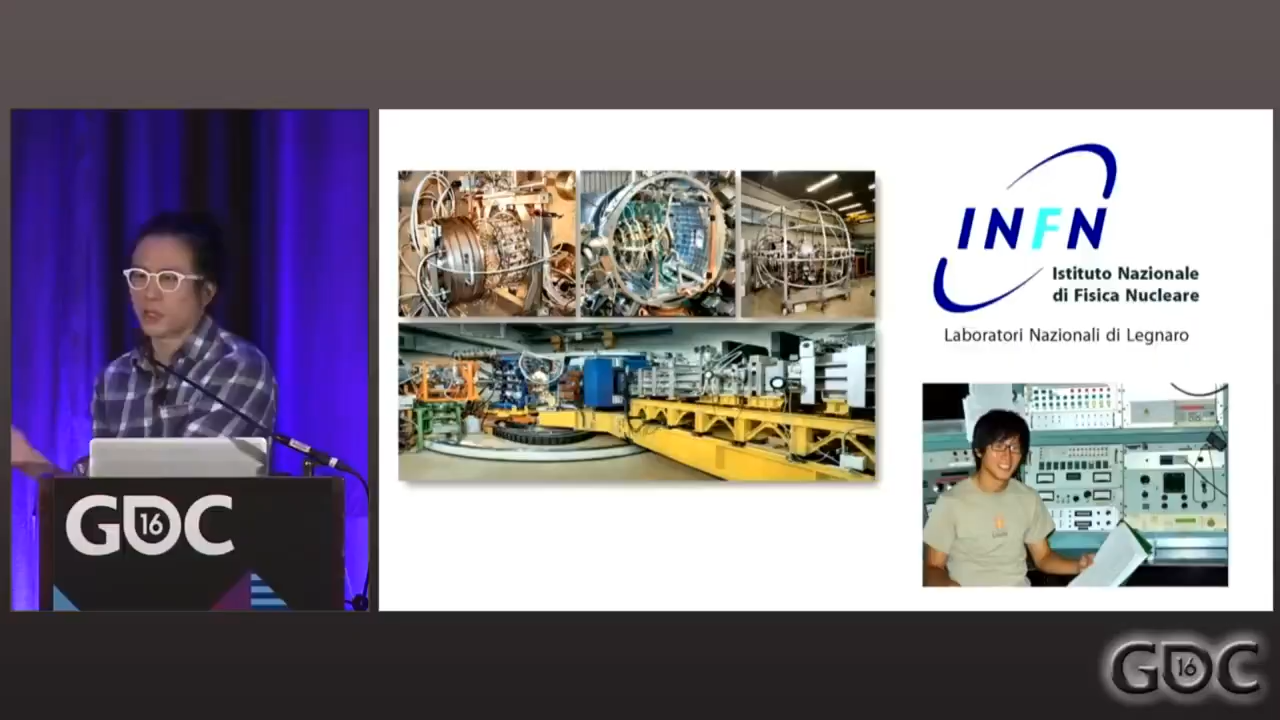 GDC
16
INFN
Istituto Nazionale
di Fisica Nucleare
Laboratori Nazionali di Legnaro
GDC
16